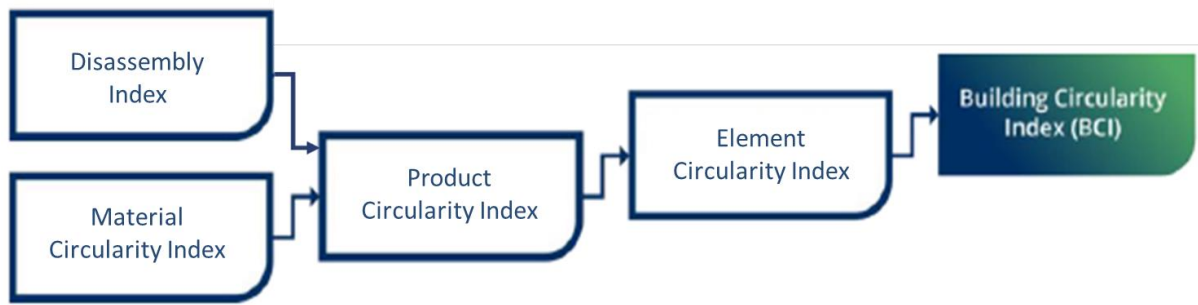 Disassembly
Index
Material
Circularity Index
Product
Circularity Index
Element
Circularity Index
Building Circularity
Index (BCI)